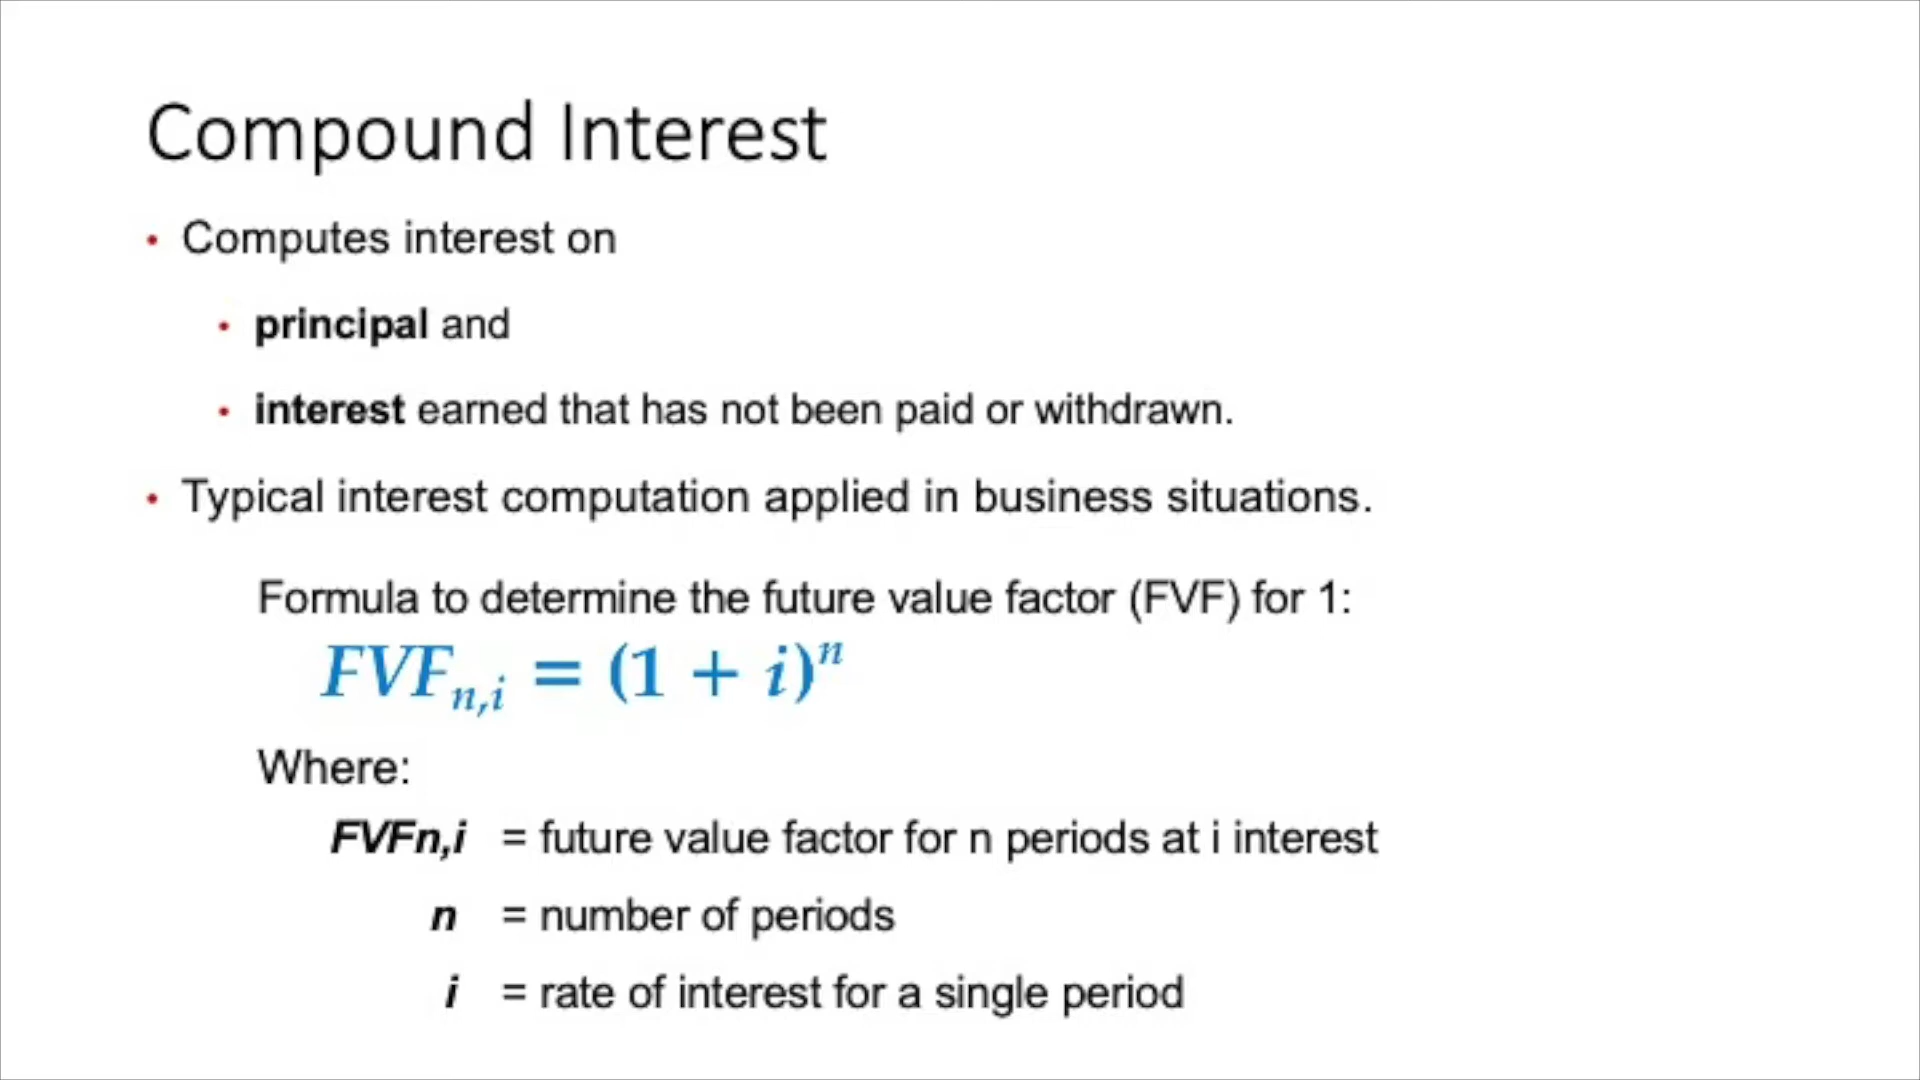 Compound Interest
• Computes interest on
• principal and
• interest earned that has not been paid or withdrawn.
• Typical interest computation applied in business situations.
Formula to determine the future value factor (FVF) for 1:
FVFn,i = (1 + i)^n
Where:
FVFn,i = future value factor for n periods at i interest
n = number of periods
i = rate of interest for a single period